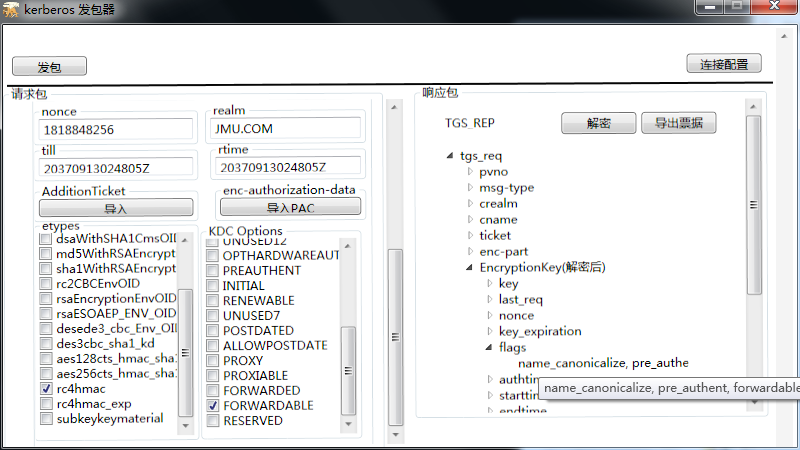 kerberos 发包器
发包
连接配置
请求包
nonce
1818848256
realm
JMU.COM
till
20370913024805Z
rtime
20370913024805Z
AdditionTicket
导入
enc-authorization-data
导入PAC
etypes
dsaWithSHA1CmsOID
md5WithRSAEncrypt
sha1WithRSAEncrypt
rc2CBCEnvOID
rsaEncryptionEnvOID
rsaESOAEP_ENV_OID
desede3_cbc_Env_OID
des3cbc_sha1_kd
aes128cts_hmac_sha1
aes256cts_hmac_sha1
rc4hmac
rc4hmac_exp
subkeykeymaterial
KDC Options
UNUSED12
OPTHARDWAREAUT
PREAUTHENT
INITIAL
RENEWABLE
UNUSED7
POSTDATED
ALLOWPOSTDATE
PROXY
PROXIABLE
FORWARDED
FORWARDABLE
RESERVED
响应包
TGS_REP
解密
导出票据
tgs_req
pvno
msg-type
crealm
cname
ticket
enc-part
EncryptionKey(解密后)
key
last_req
nonce
key_expiration
flags
name_canonicalize, pre_authe
authtim
name_canonicalize, pre_authent, forwardable
starttim
endtime